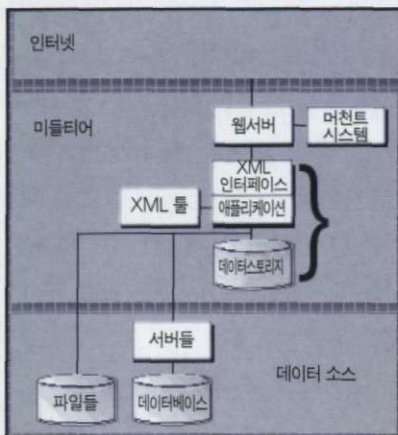 인터넷
미들티어
웹서버
머천트
시스템
XML
인터페이스
XML 툴
애플리케이션
데이터스토리지
서버들
데이터 소스
파일들
데이터베이스